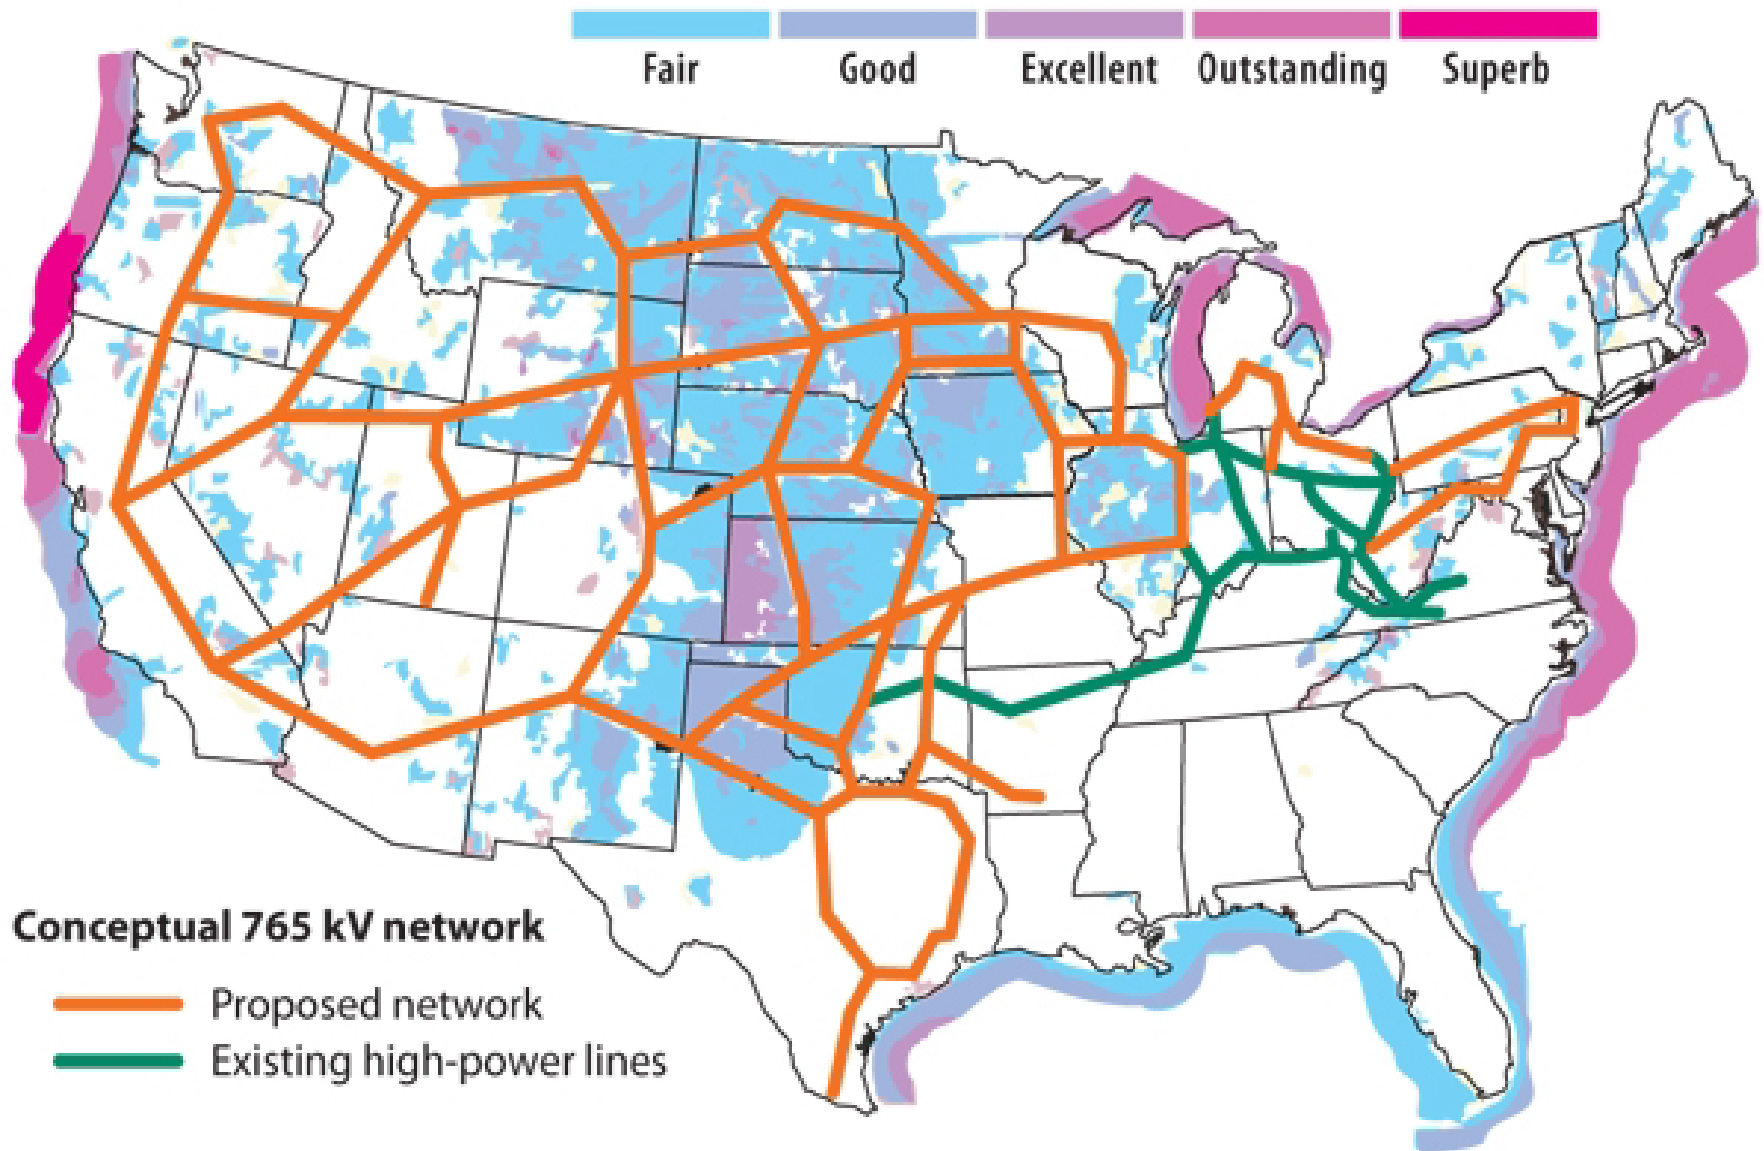 Fair Good Excellent Outstanding Superb
Conceptual 765 kV network
Proposed network
Existing high-power lines